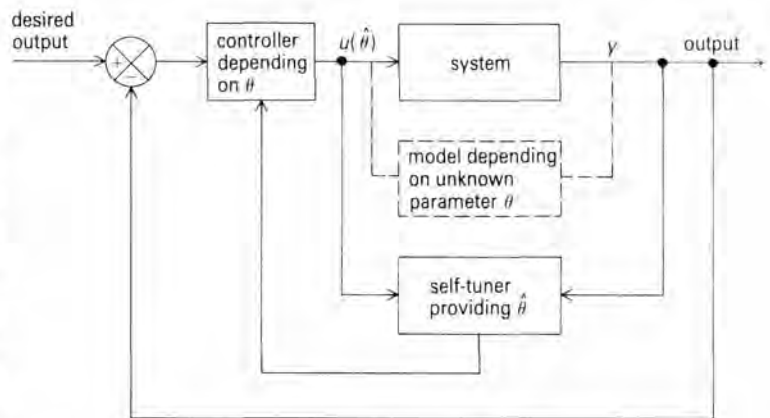 desired
output
+
−
controller
depending
on θ
u(θ̂)
system
y
output
model depending
on unknown
parameter θ
self-tuner
providing θ̂